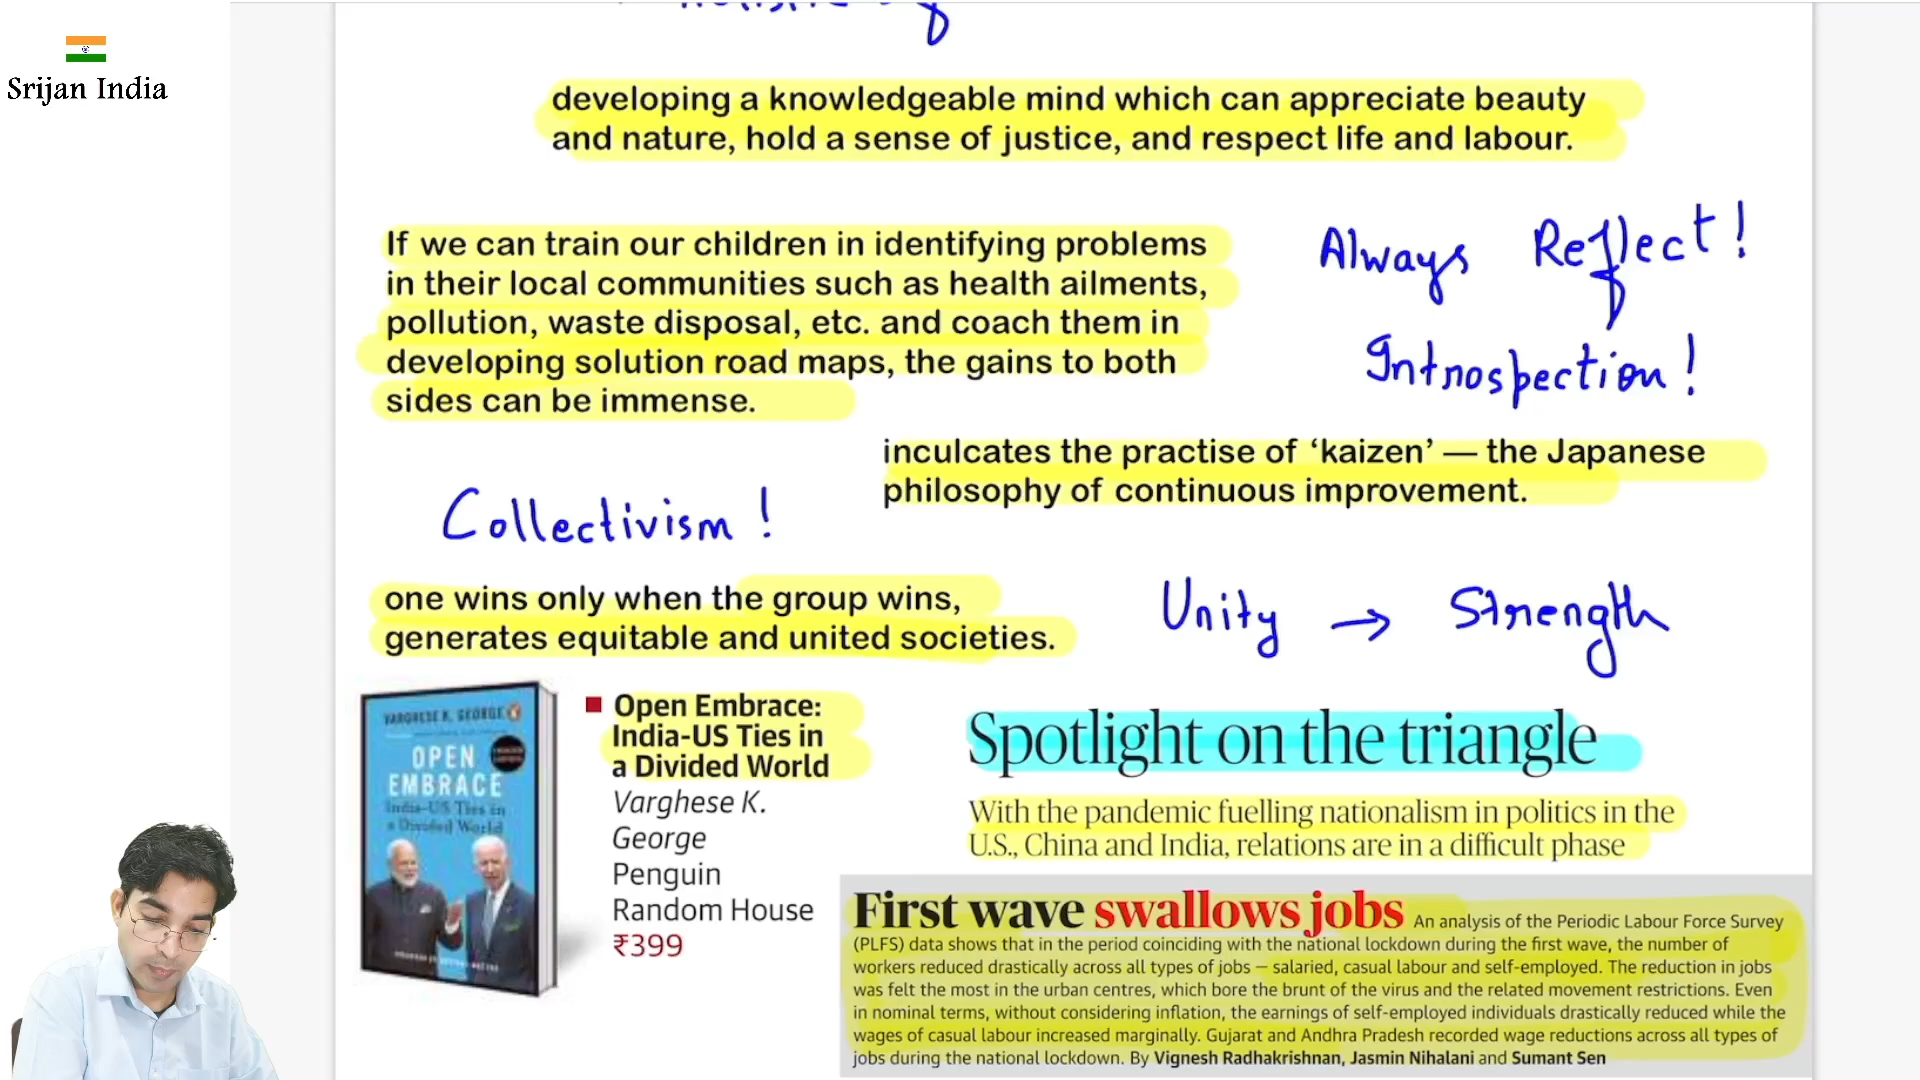 Srijan India
developing a knowledgeable mind which can appreciate beauty
and nature, hold a sense of justice, and respect life and labour.
If we can train our children in identifying problems
in their local communities such as health ailments,
pollution, waste disposal, etc. and coach them in
developing solution road maps, the gains to both
sides can be immense.
Always Reflect!
Introspection!
inculcates the practise of ‘kaizen’ — the Japanese
philosophy of continuous improvement.
Collectivism!
one wins only when the group wins,
generates equitable and united societies.
Unity → Strength
VARGHESE K. GEORGE
OPEN
EMBRACE
India-US Ties in
a Divided World
Open Embrace:
India-US Ties in
a Divided World
Varghese K.
George
Penguin
Random House
₹399
Spotlight on the triangle
With the pandemic fuelling nationalism in politics in the
U.S., China and India, relations are in a difficult phase
First wave swallows jobs An analysis of the Periodic Labour Force Survey
(PLFS) data shows that in the period coinciding with the national lockdown during the first wave, the number of
workers reduced drastically across all types of jobs — salaried, casual labour and self-employed. The reduction in jobs
was felt the most in the urban centres, which bore the brunt of the virus and the related movement restrictions. Even
in nominal terms, without considering inflation, the earnings of self-employed individuals drastically reduced while the
wages of casual labour increased marginally. Gujarat and Andhra Pradesh recorded wage reductions across all types of
jobs during the national lockdown. By Vignesh Radhakrishnan, Jasmin Nihalani and Sumant Sen